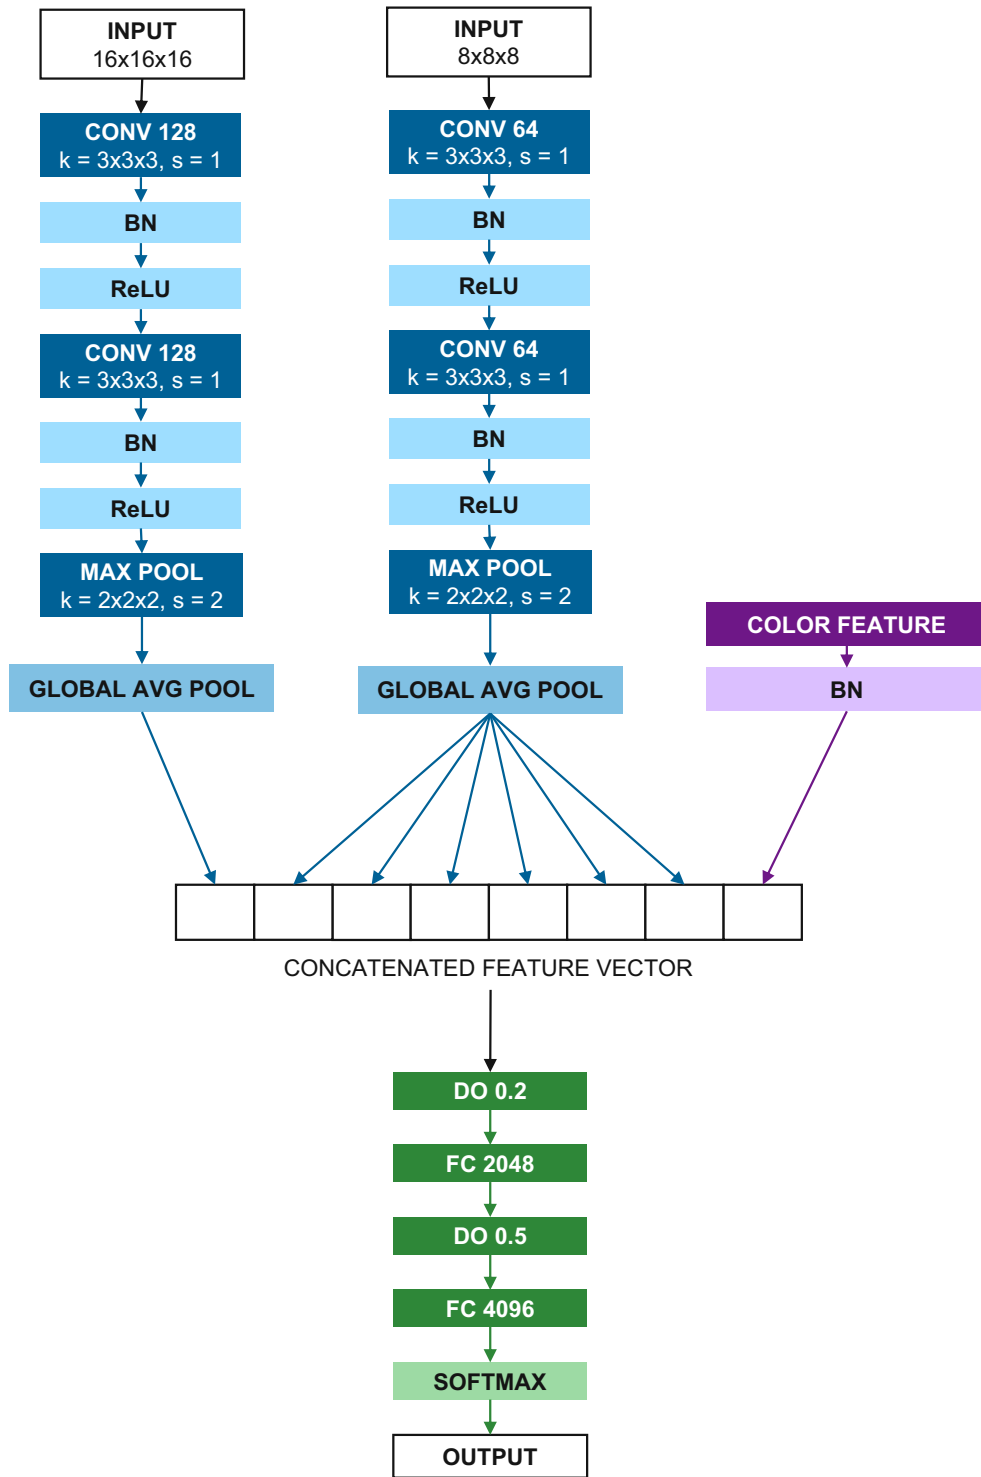 INPUT
16x16x16
CONV 128
k = 3x3x3, s = 1
BN
ReLU
CONV 128
k = 3x3x3, s = 1
BN
ReLU
MAX POOL
k = 2x2x2, s = 2
GLOBAL AVG POOL
INPUT
8x8x8
CONV 64
k = 3x3x3, s = 1
BN
ReLU
CONV 64
k = 3x3x3, s = 1
BN
ReLU
MAX POOL
k = 2x2x2, s = 2
GLOBAL AVG POOL
COLOR FEATURE
BN
CONCATENATED FEATURE VECTOR
DO 0.2
FC 2048
DO 0.5
FC 4096
SOFTMAX
OUTPUT